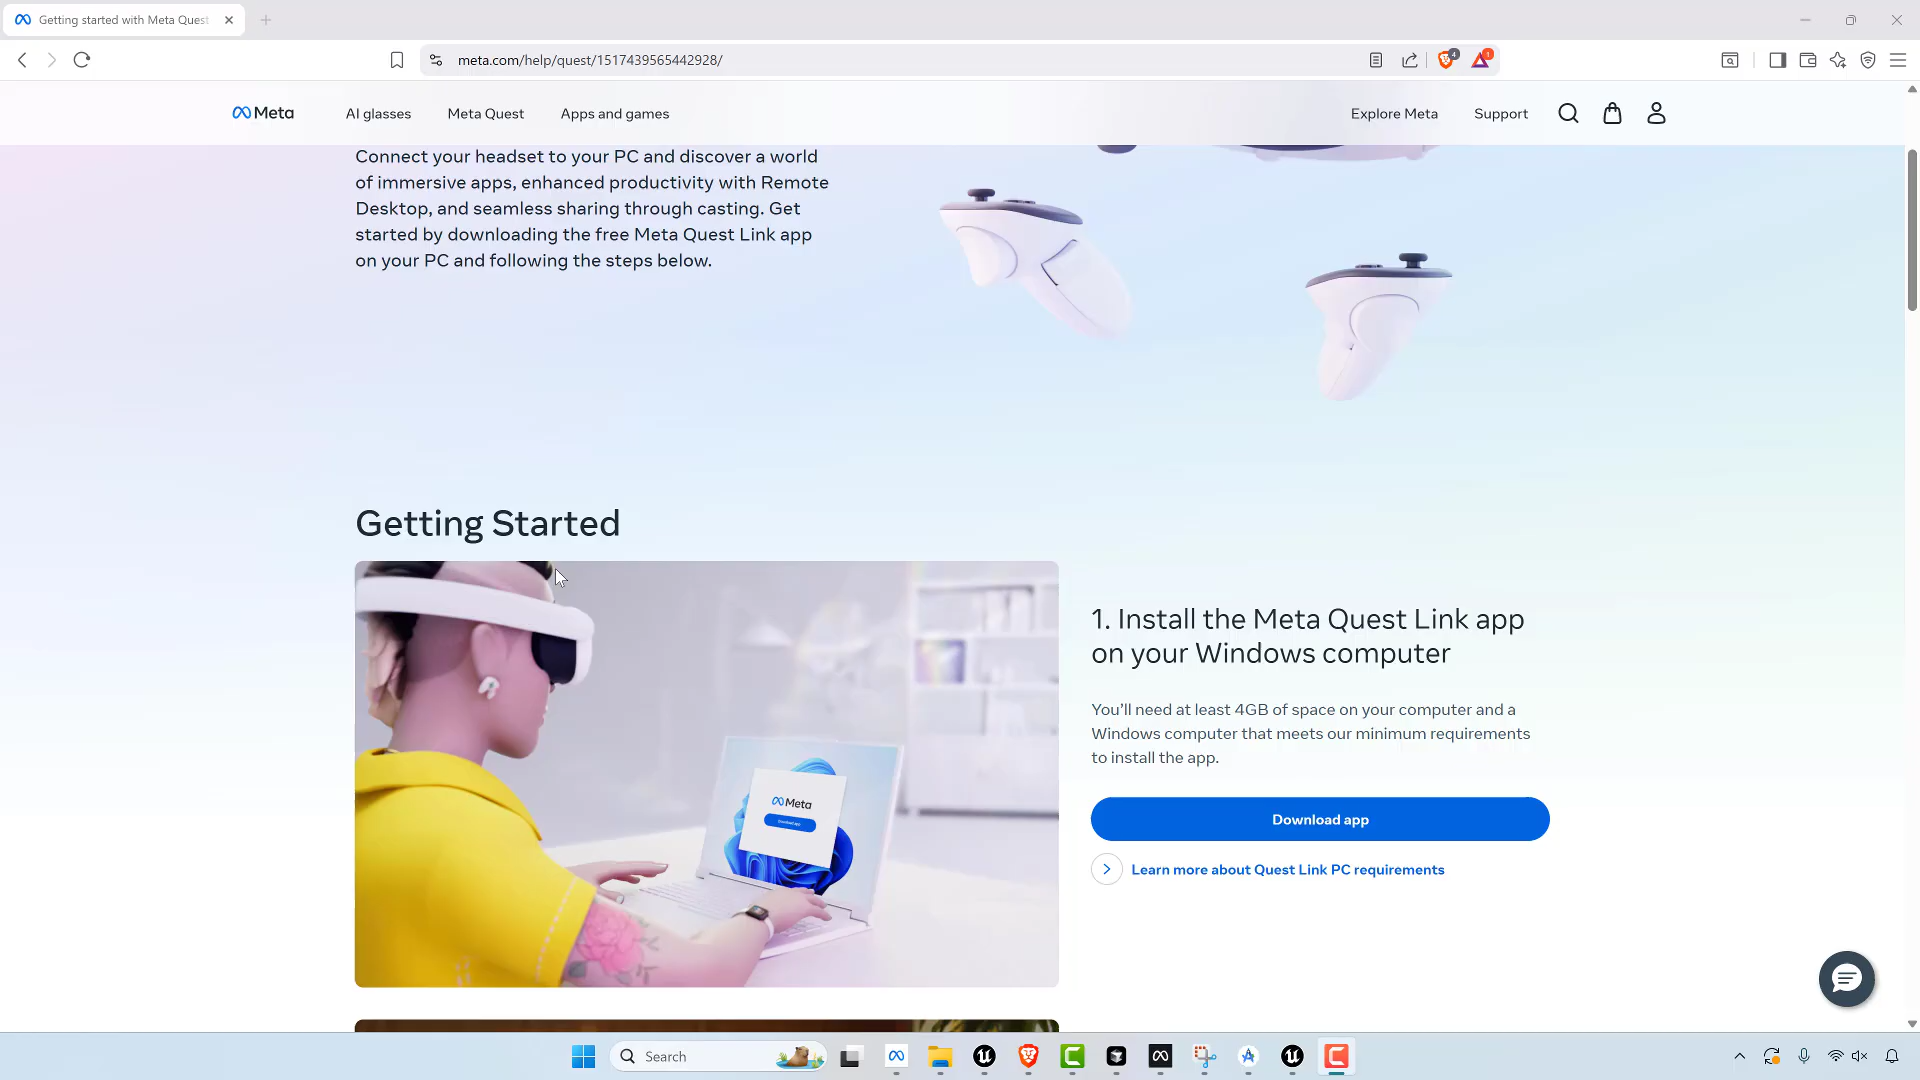 Getting started with Meta Quest
meta.com/help/quest/1517439565442928/
4
1
Meta
AI glasses
Meta Quest
Apps and games
Explore Meta
Support
Connect your headset to your PC and discover a world
of immersive apps, enhanced productivity with Remote
Desktop, and seamless sharing through casting. Get
started by downloading the free Meta Quest Link app
on your PC and following the steps below.
Getting Started
Meta
Download app
1. Install the Meta Quest Link app
on your Windows computer
You'll need at least 4GB of space on your computer and a
Windows computer that meets our minimum requirements
to install the app.
Download app
Learn more about Quest Link PC requirements
Search